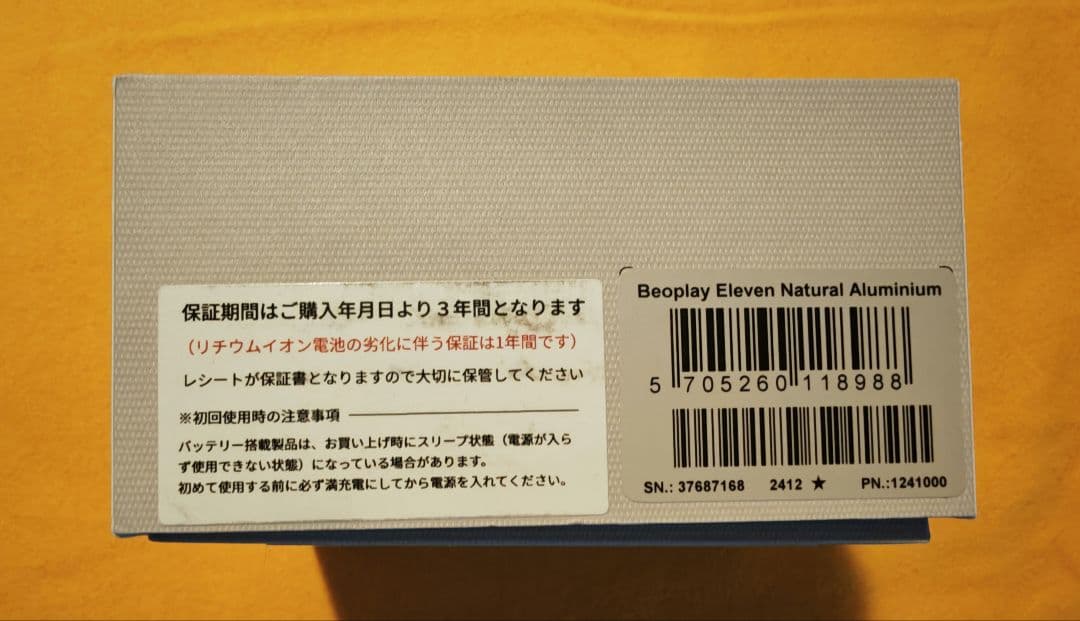 保証期間はご購入年月日より３年間となります
（リチウムイオン電池の劣化に伴う保証は1年間です）
レシートが保証書となりますので大切に保管してください
※初回使用時の注意事項
バッテリー搭載製品は、お買い上げ時にスリープ状態（電源が入ら
ず使用できない状態）になっている場合があります。
初めて使用する前に必ず満充電にしてから電源を入れてください。
Beoplay Eleven Natural Aluminium
5 705260 118988
SN.: 37687168 2412 ★ PN.:1241000